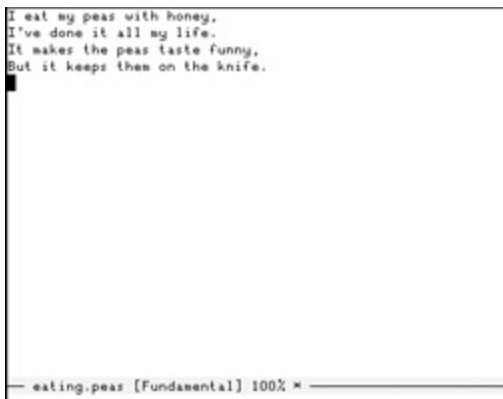 I eat my peas with honey,
I've done it all my life.
It makes the peas taste funny,
But it keeps them on the knife.
eating.peas [Fundamental] 100% *